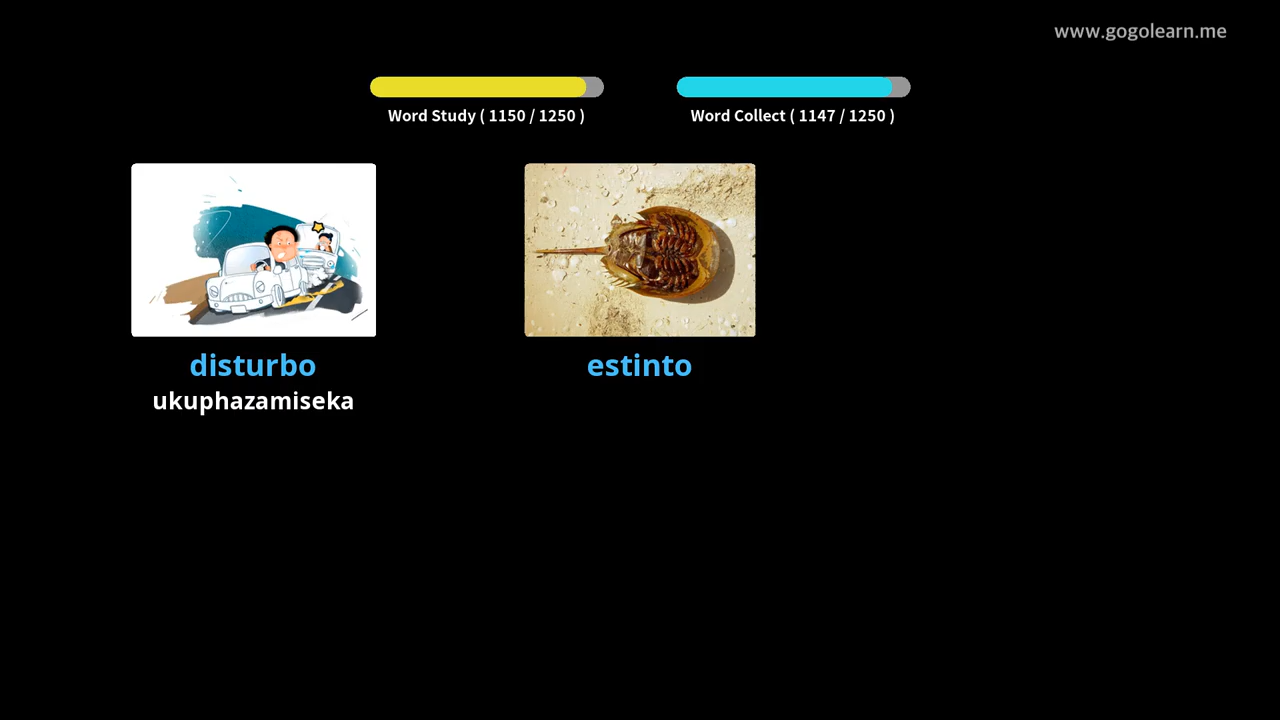 www.gogolearn.me
Word Study ( 1150 / 1250 )
Word Collect ( 1147 / 1250 )
disturbo
estinto
ukuphazamiseka